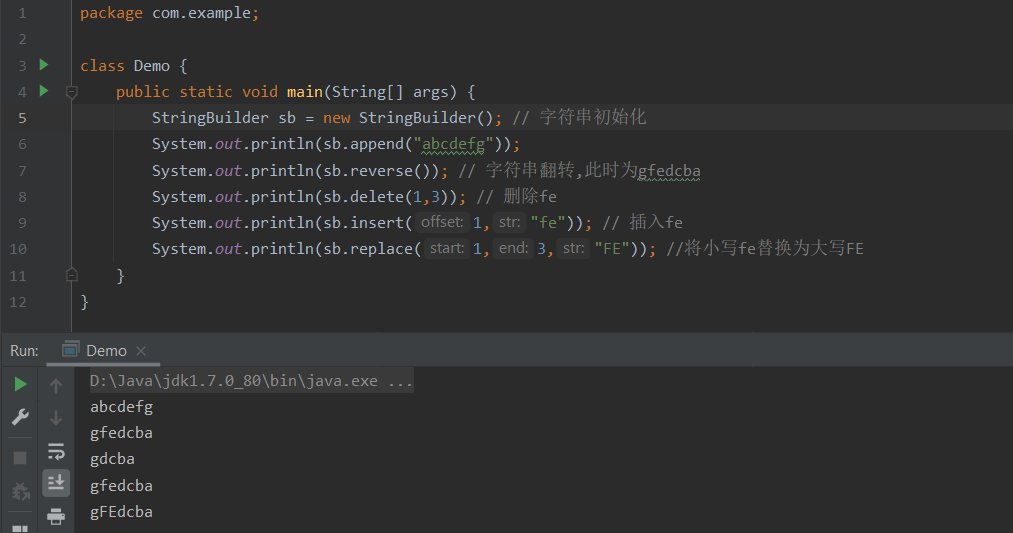 1 package com.example;
2
3 class Demo {
4 public static void main(String[] args) {
5 StringBuilder sb = new StringBuilder(); // 字符串初始化
6 System.out.println(sb.append("abcdefg"));
7 System.out.println(sb.reverse()); // 字符串翻转,此时为gfedcba
8 System.out.println(sb.delete(1,3)); // 删除fe
9 System.out.println(sb.insert( offset: 1, str: "fe")); // 插入fe
10 System.out.println(sb.replace( start: 1, end: 3, str: "FE")); //将小写fe替换为大写FE
11 }
12 }
Run: Demo ×
D:\Java\jdk1.7.0_80\bin\java.exe ...
abcdefg
gfedcba
gdcba
gfedcba
gFEdcba